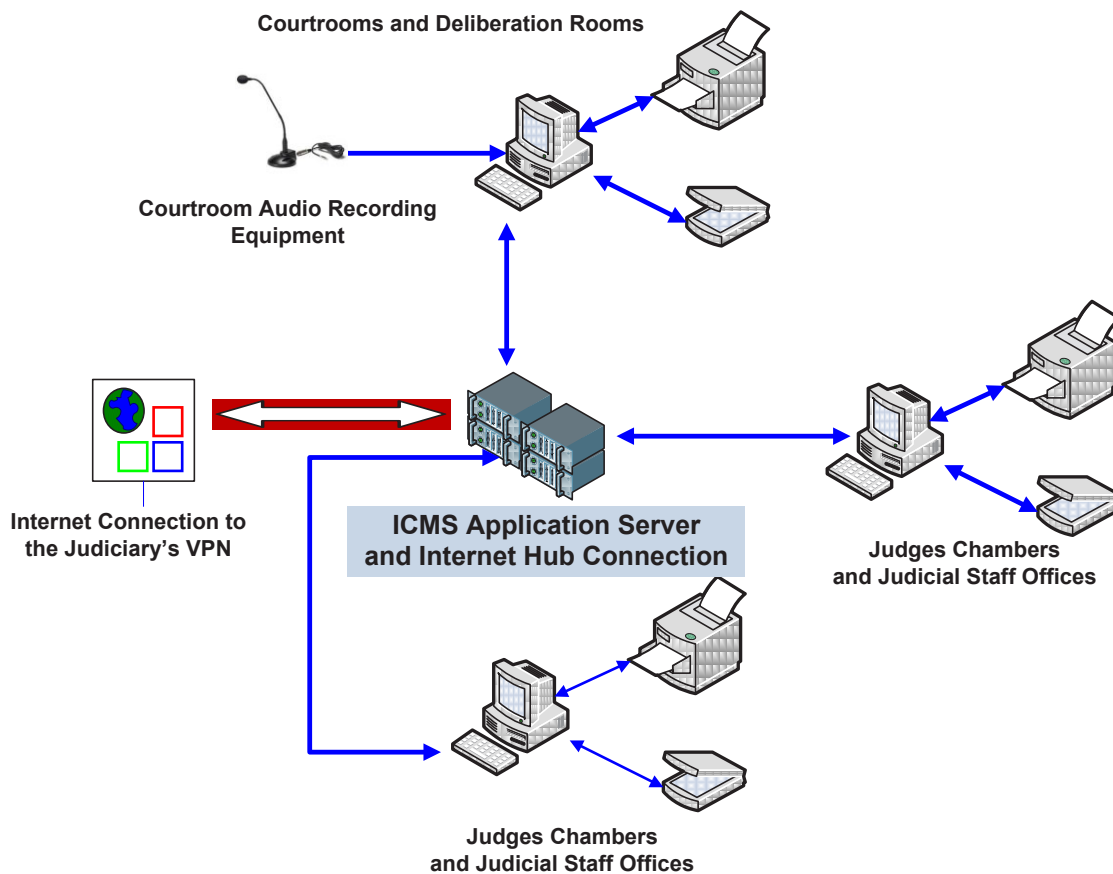 Courtrooms and Deliberation Rooms
Courtroom Audio Recording
Equipment
Internet Connection to
the Judiciary's VPN
ICMS Application Server
and Internet Hub Connection
Judges Chambers
and Judicial Staff Offices
Judges Chambers
and Judicial Staff Offices